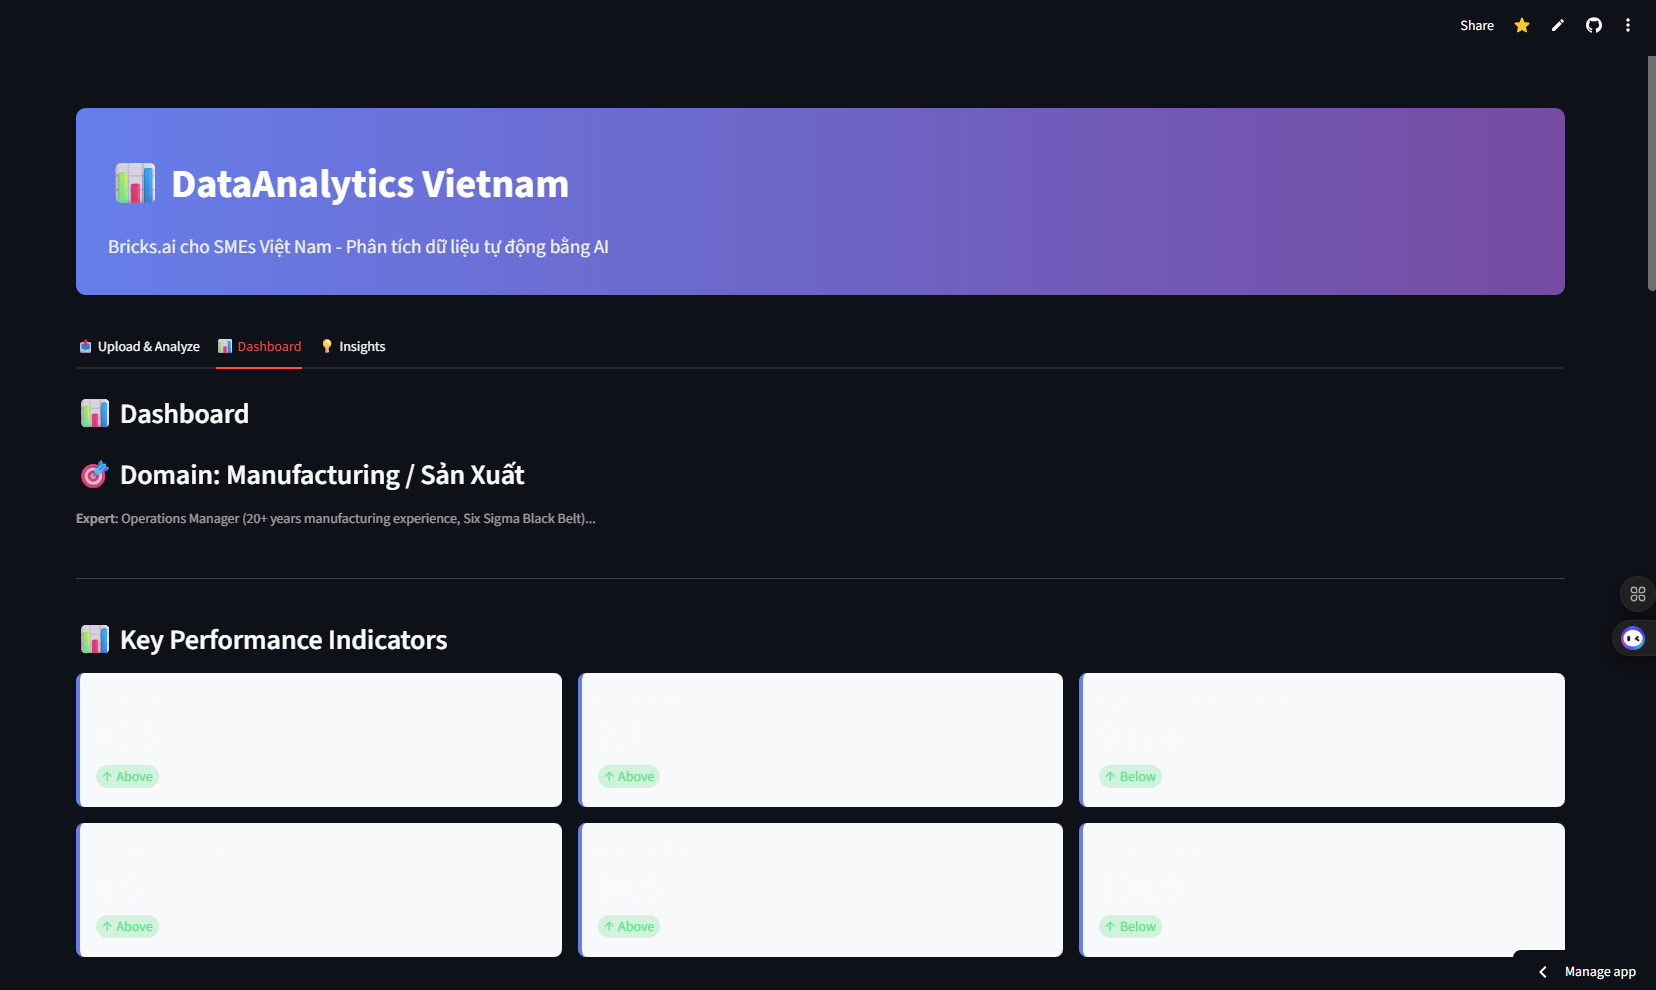 Share
DataAnalytics Vietnam
Bricks.ai cho SMEs Việt Nam - Phân tích dữ liệu tự động bằng AI
Upload & Analyze
Dashboard
Insights
Dashboard
Domain: Manufacturing / Sản Xuất
Expert: Operations Manager (20+ years manufacturing experience, Six Sigma Black Belt)...
Key Performance Indicators
↑ Above
↑ Above
↑ Below
↑ Above
↑ Above
↑ Below
Manage app